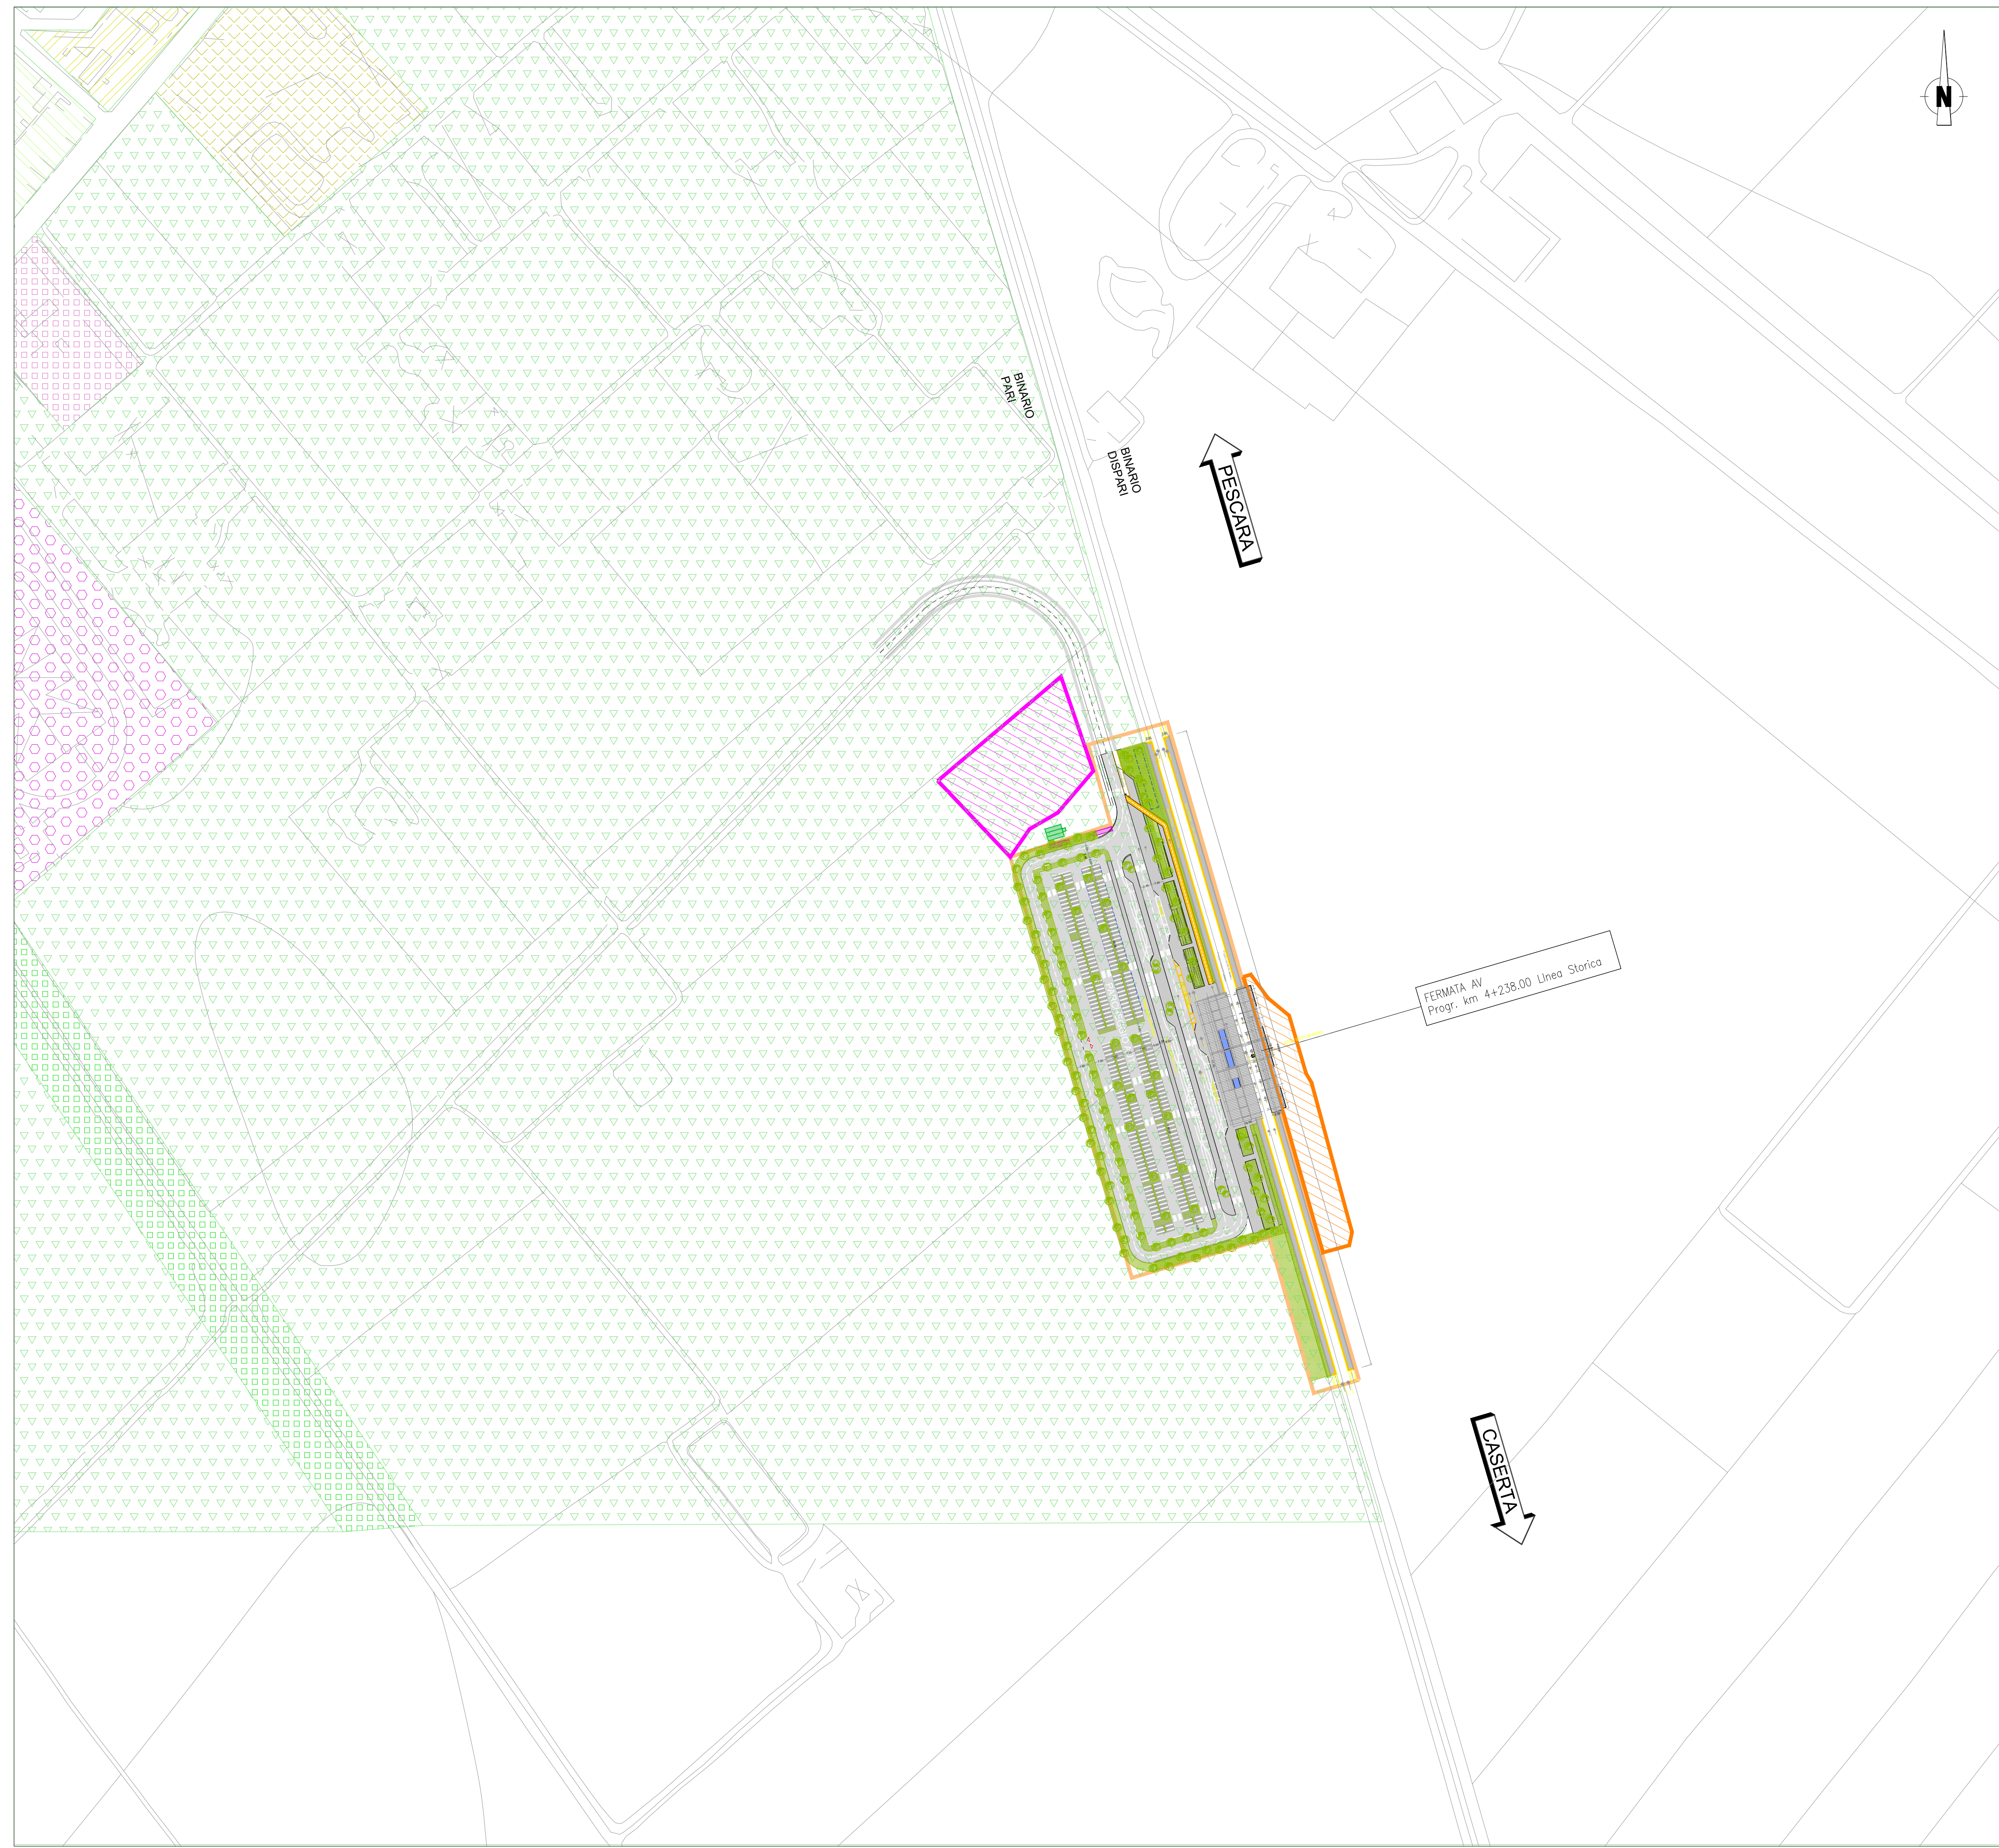 N
BINARIO
PARI
BINARIO
DISPARI
PESCARA
FERMATA AV
Progr. km 4+238.00 LInea Storica
CASERTA